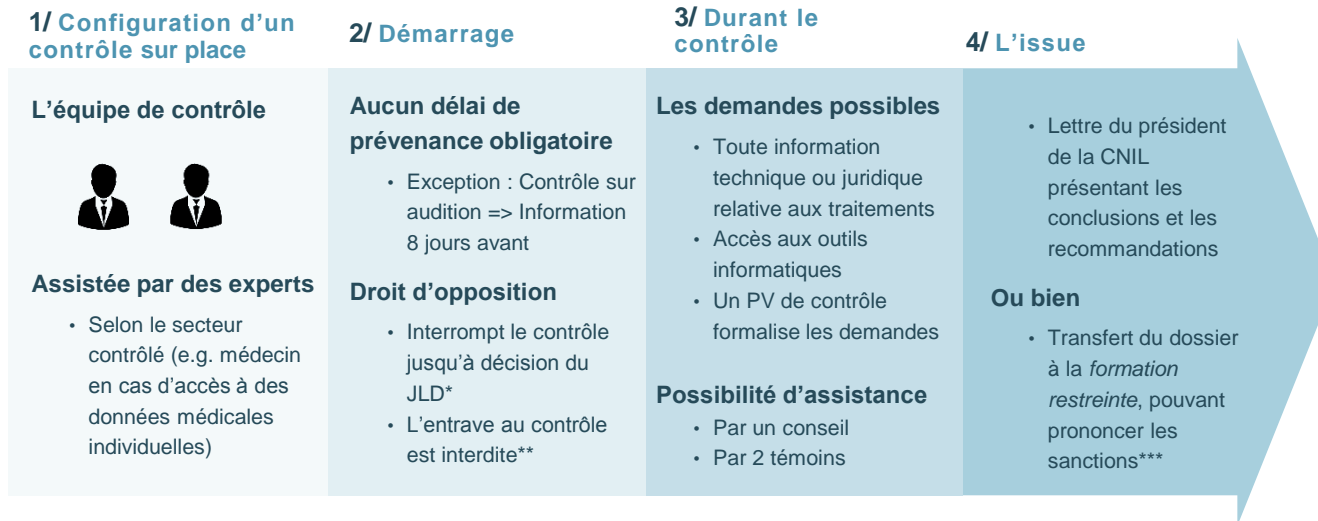 1/ Configuration d’un
contrôle sur place
L’équipe de contrôle
Assistée par des experts
• Selon le secteur
contrôlé (e.g. médecin
en cas d’accès à des
données médicales
individuelles)
2/ Démarrage
Aucun délai de
prévenance obligatoire
• Exception : Contrôle sur
audition => Information
8 jours avant
Droit d’opposition
• Interrompt le contrôle
jusqu’à décision du
JLD*
• L’entrave au contrôle
est interdite**
3/ Durant le
contrôle
Les demandes possibles
• Toute information
technique ou juridique
relative aux traitements
• Accès aux outils
informatiques
• Un PV de contrôle
formalise les demandes
Possibilité d’assistance
• Par un conseil
• Par 2 témoins
4/ L’issue
• Lettre du président
de la CNIL
présentant les
conclusions et les
recommandations
Ou bien
• Transfert du dossier
à la formation
restreinte, pouvant
prononcer les
sanctions***